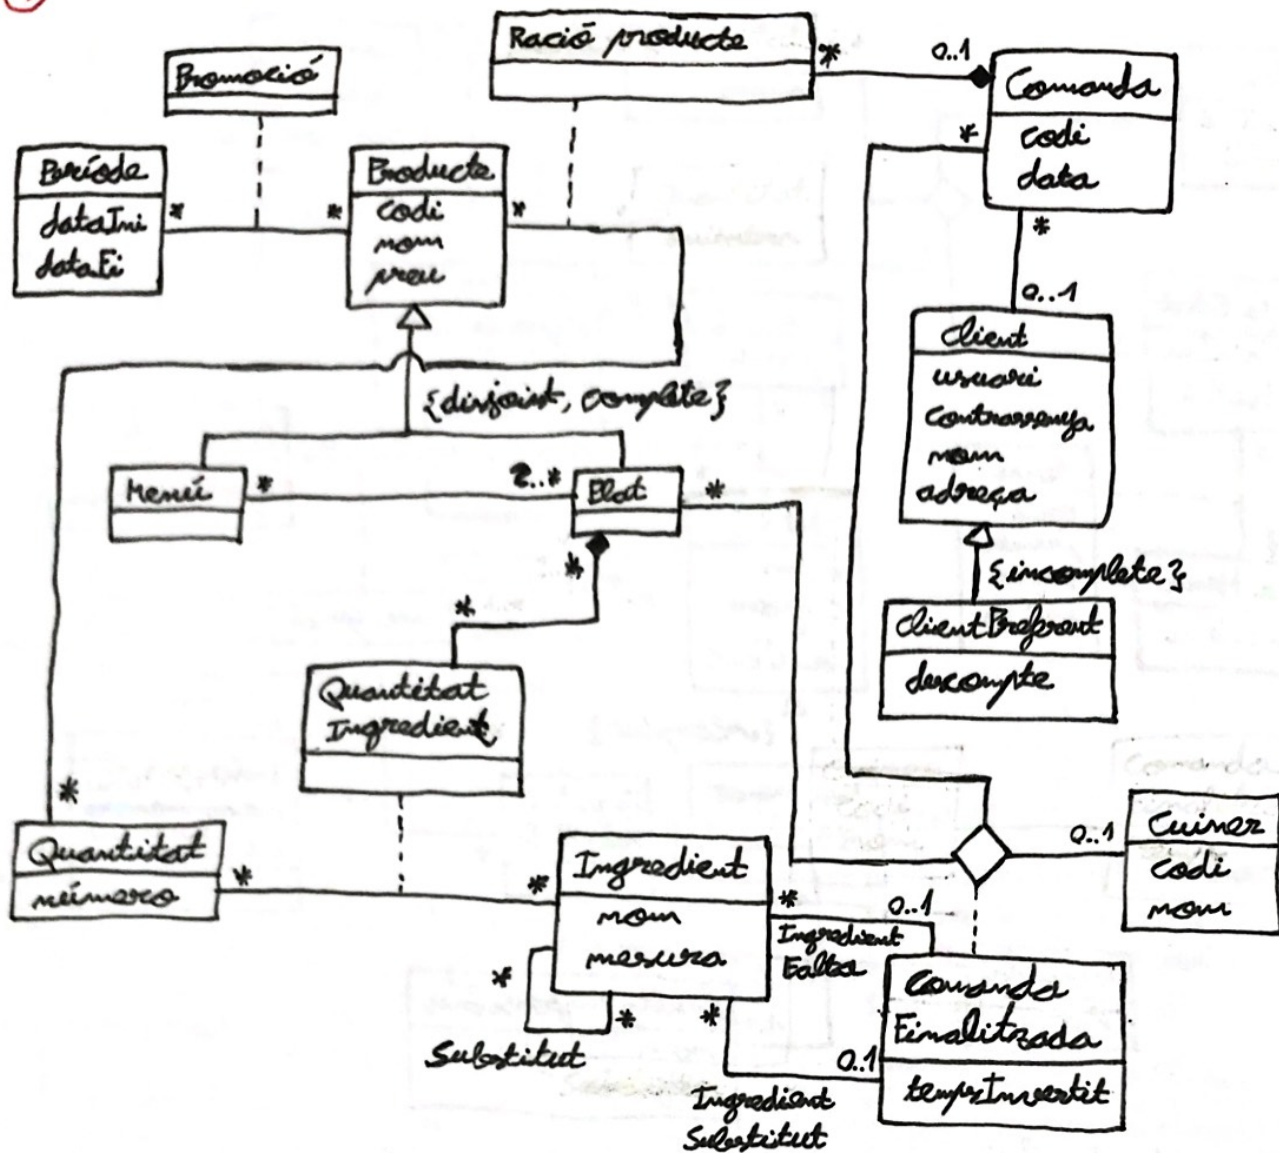 Ració producte
*
0..1
Promoció
Comanda
codi
data
*
*
Període
dataIni
dataFi
*
*
Producte
codi
nom
preu
*
0..1
Client
usuari
contrassenya
nom
adreça
{disjoint, complete}
Menú
*
2..*
Plat
*
*
*
{incomplete}
ClientPreferent
descompte
Quantitat
Ingredient
*
Quantitat
número
*
*
Ingredient
nom
mesura
*
*
Substitut
*
0..1
Ingredient
Falta
0..1
Cuiner
codi
nom
Comanda
Finalitzada
tempsInvertit
*
0..1
Ingredient
Substitut